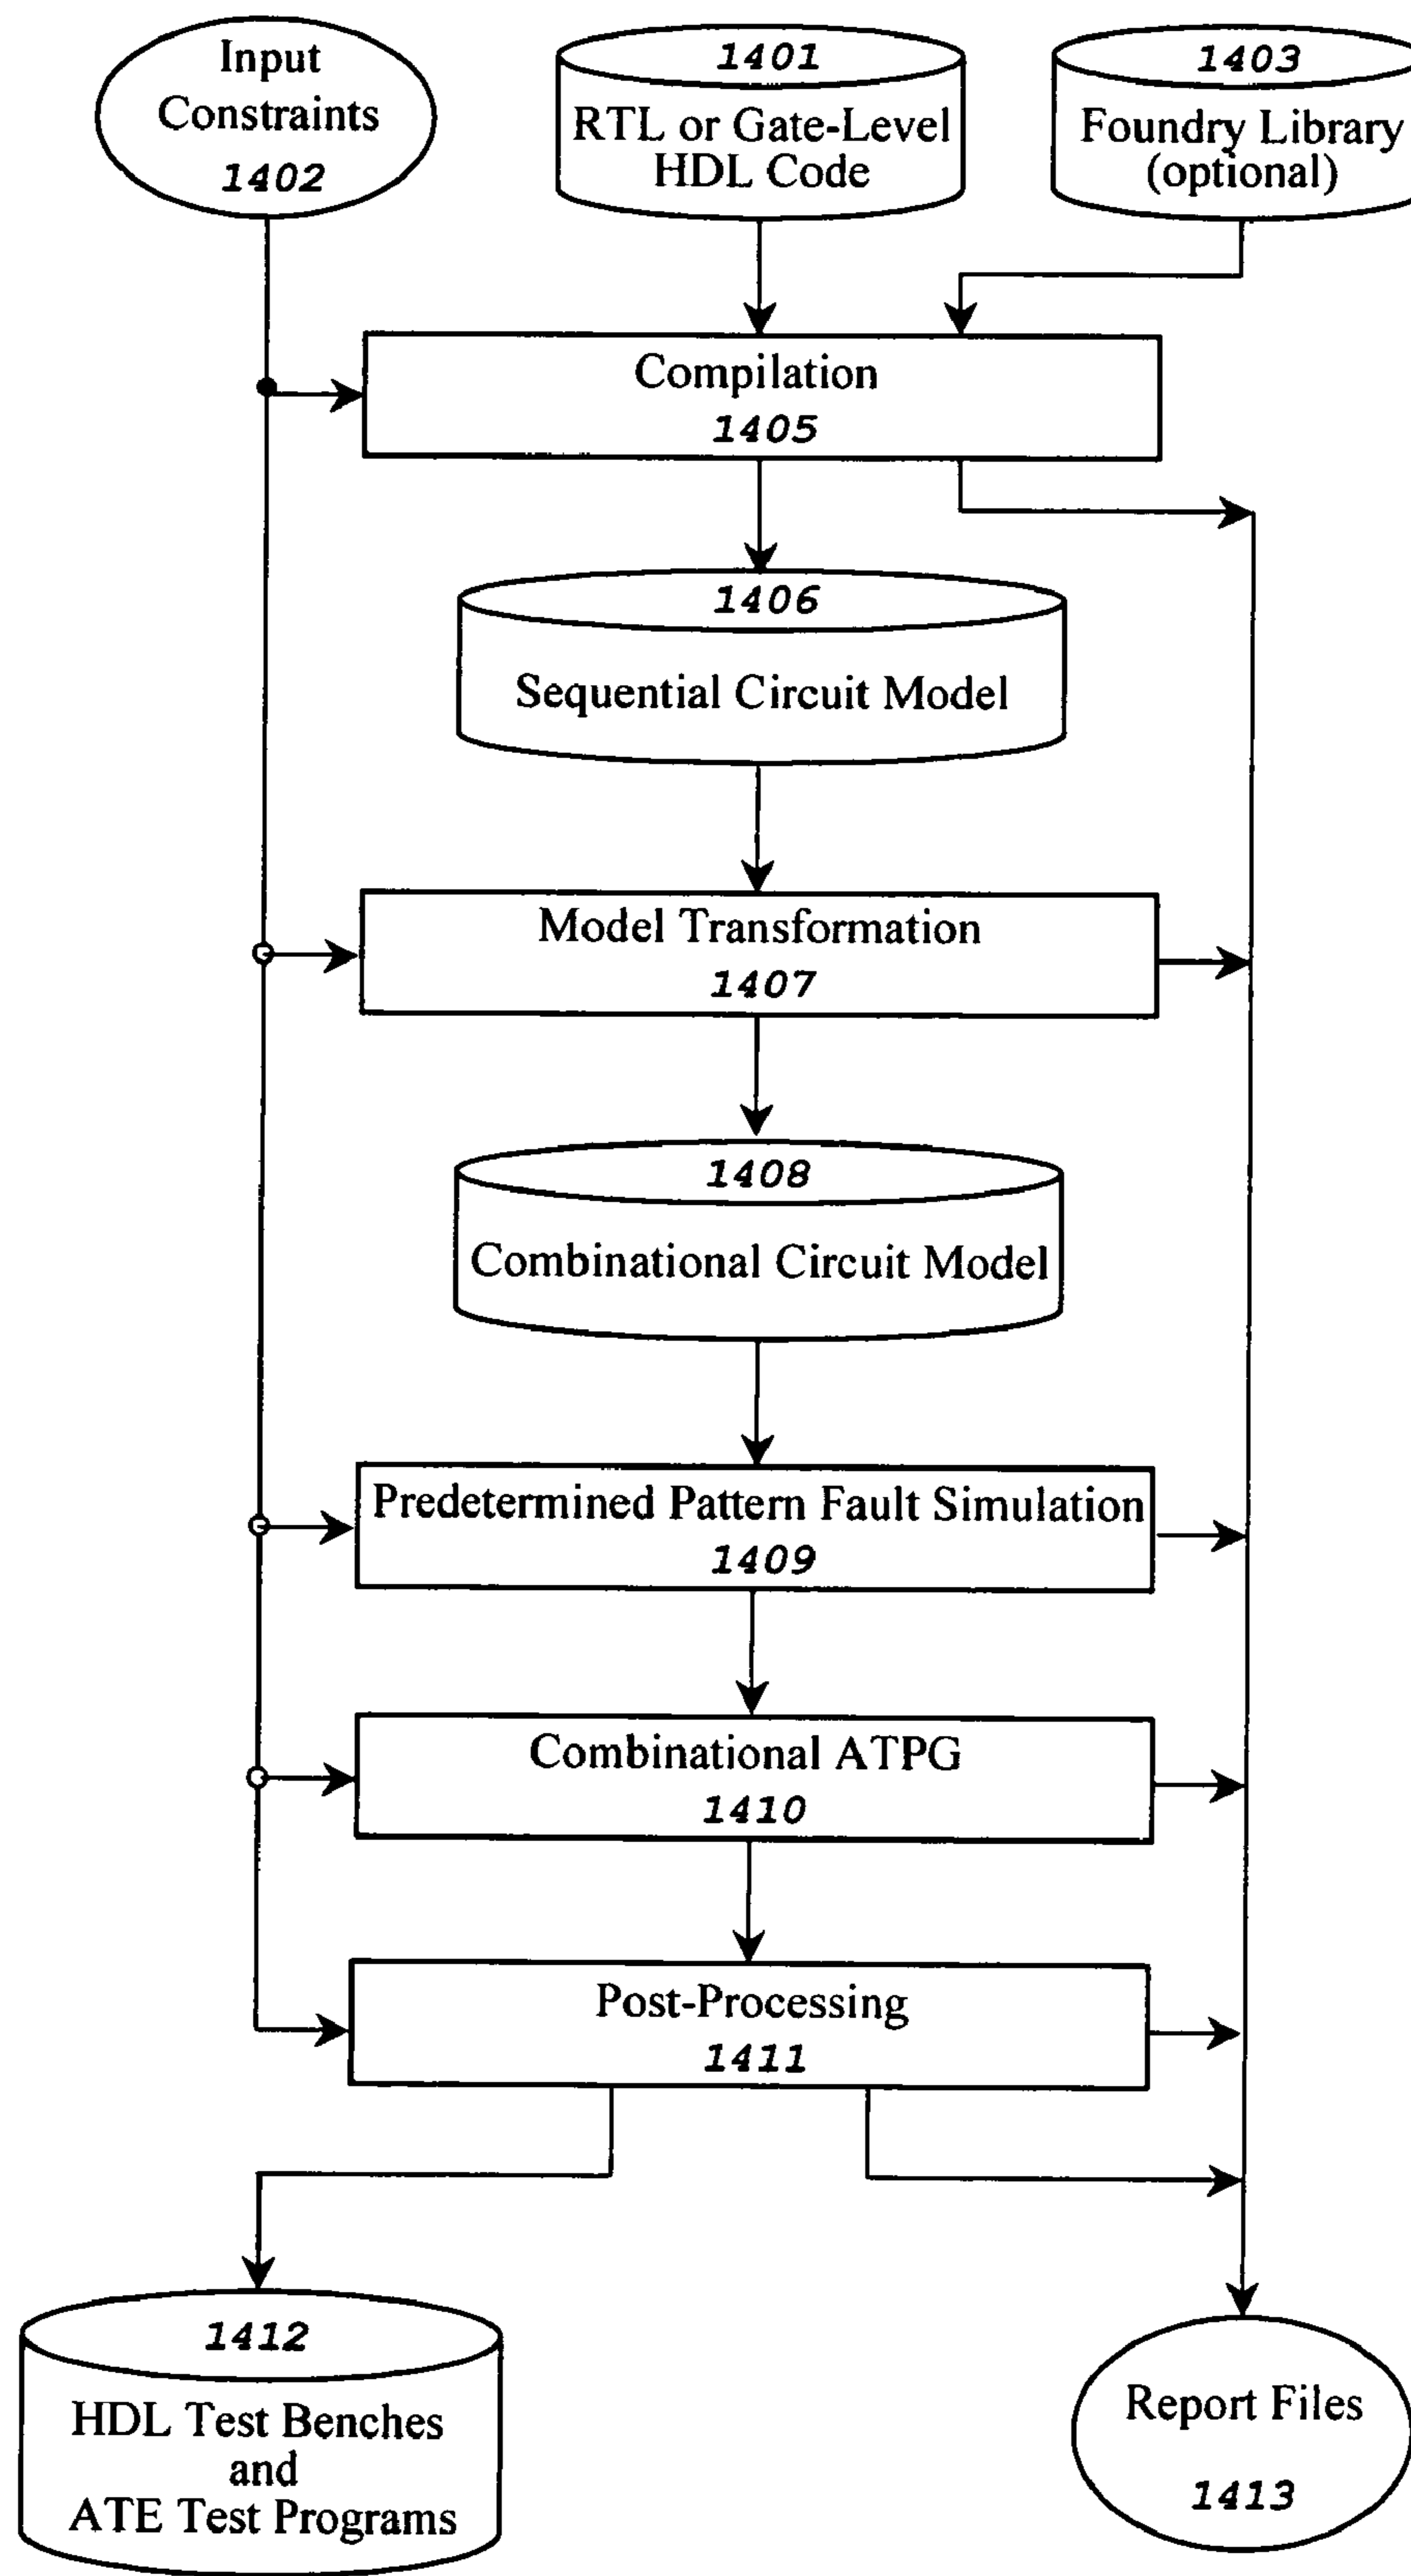 Input
Constraints
1402
1401
RTL or Gate-Level
HDL Code
1403
Foundry Library
(optional)
Compilation
1405
1406
Sequential Circuit Model
Model Transformation
1407
1408
Combinational Circuit Model
Predetermined Pattern Fault Simulation
1409
Combinational ATPG
1410
Post-Processing
1411
1412
HDL Test Benches
and
ATE Test Programs
Report Files
1413